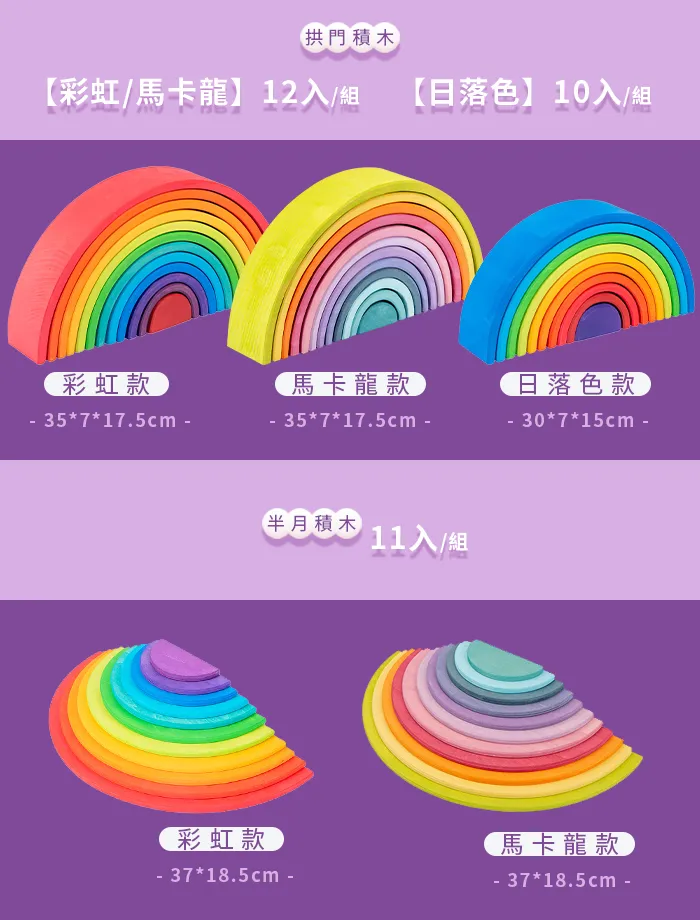 拱門積木
【彩虹/馬卡龍】12入/組 【日落色】10入/組
彩虹款 馬卡龍款 日落色款
- 35*7*17.5cm - - 35*7*17.5cm - - 30*7*15cm -
半月積木 11入/組
彩虹款 馬卡龍款
- 37*18.5cm - - 37*18.5cm -